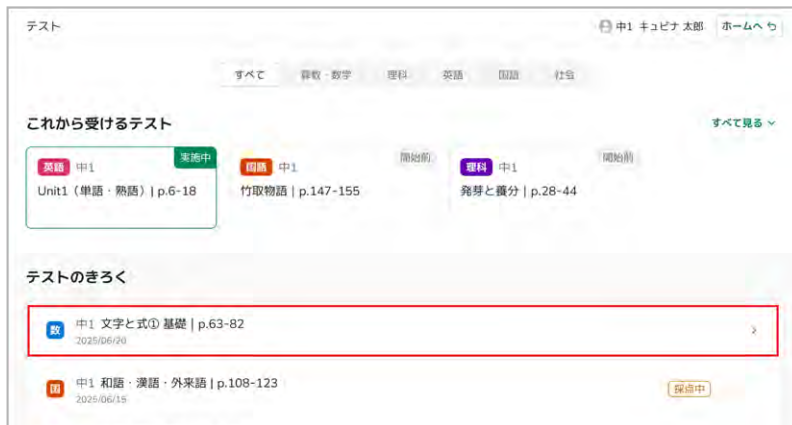 テスト
中1 キュビナ 太郎 ホームへ
すべて 算数・数学 理科 英語 国語 社会
これから受けるテスト すべて見る
英語 中1 実施中
Unit1（単語・熟語）| p.6-18
国語 中1 開始前
竹取物語 | p.147-155
理科 中1 開始前
発芽と養分 | p.28-44
テストのきろく
数 中1 文字と式① 基礎 | p.63-82
2025/06/20
国 中1 和語・漢語・外来語 | p.108-123 採点中
2025/06/15